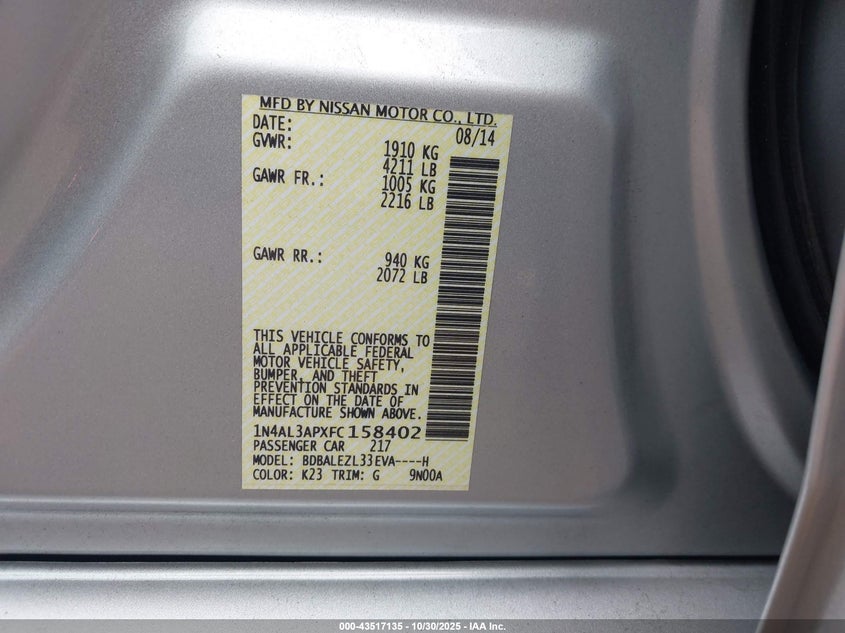 MFD BY NISSAN MOTOR CO., LTD.
DATE: 08/14
GVWR: 1910 KG
4211 LB
GAWR FR.: 1005 KG
2216 LB
GAWR RR.: 940 KG
2072 LB
THIS VEHICLE CONFORMS TO
ALL APPLICABLE FEDERAL
MOTOR VEHICLE SAFETY,
BUMPER, AND THEFT
PREVENTION STANDARDS IN
EFFECT ON THE DATE OF
MANUFACTURE SHOWN ABOVE.
1N4AL3APXFC158402
PASSENGER CAR 217
MODEL: BDBALEZL33EVA----H
COLOR: K23 TRIM: G 9N00A
000-43517135 - 10/30/2025 - IAA Inc.